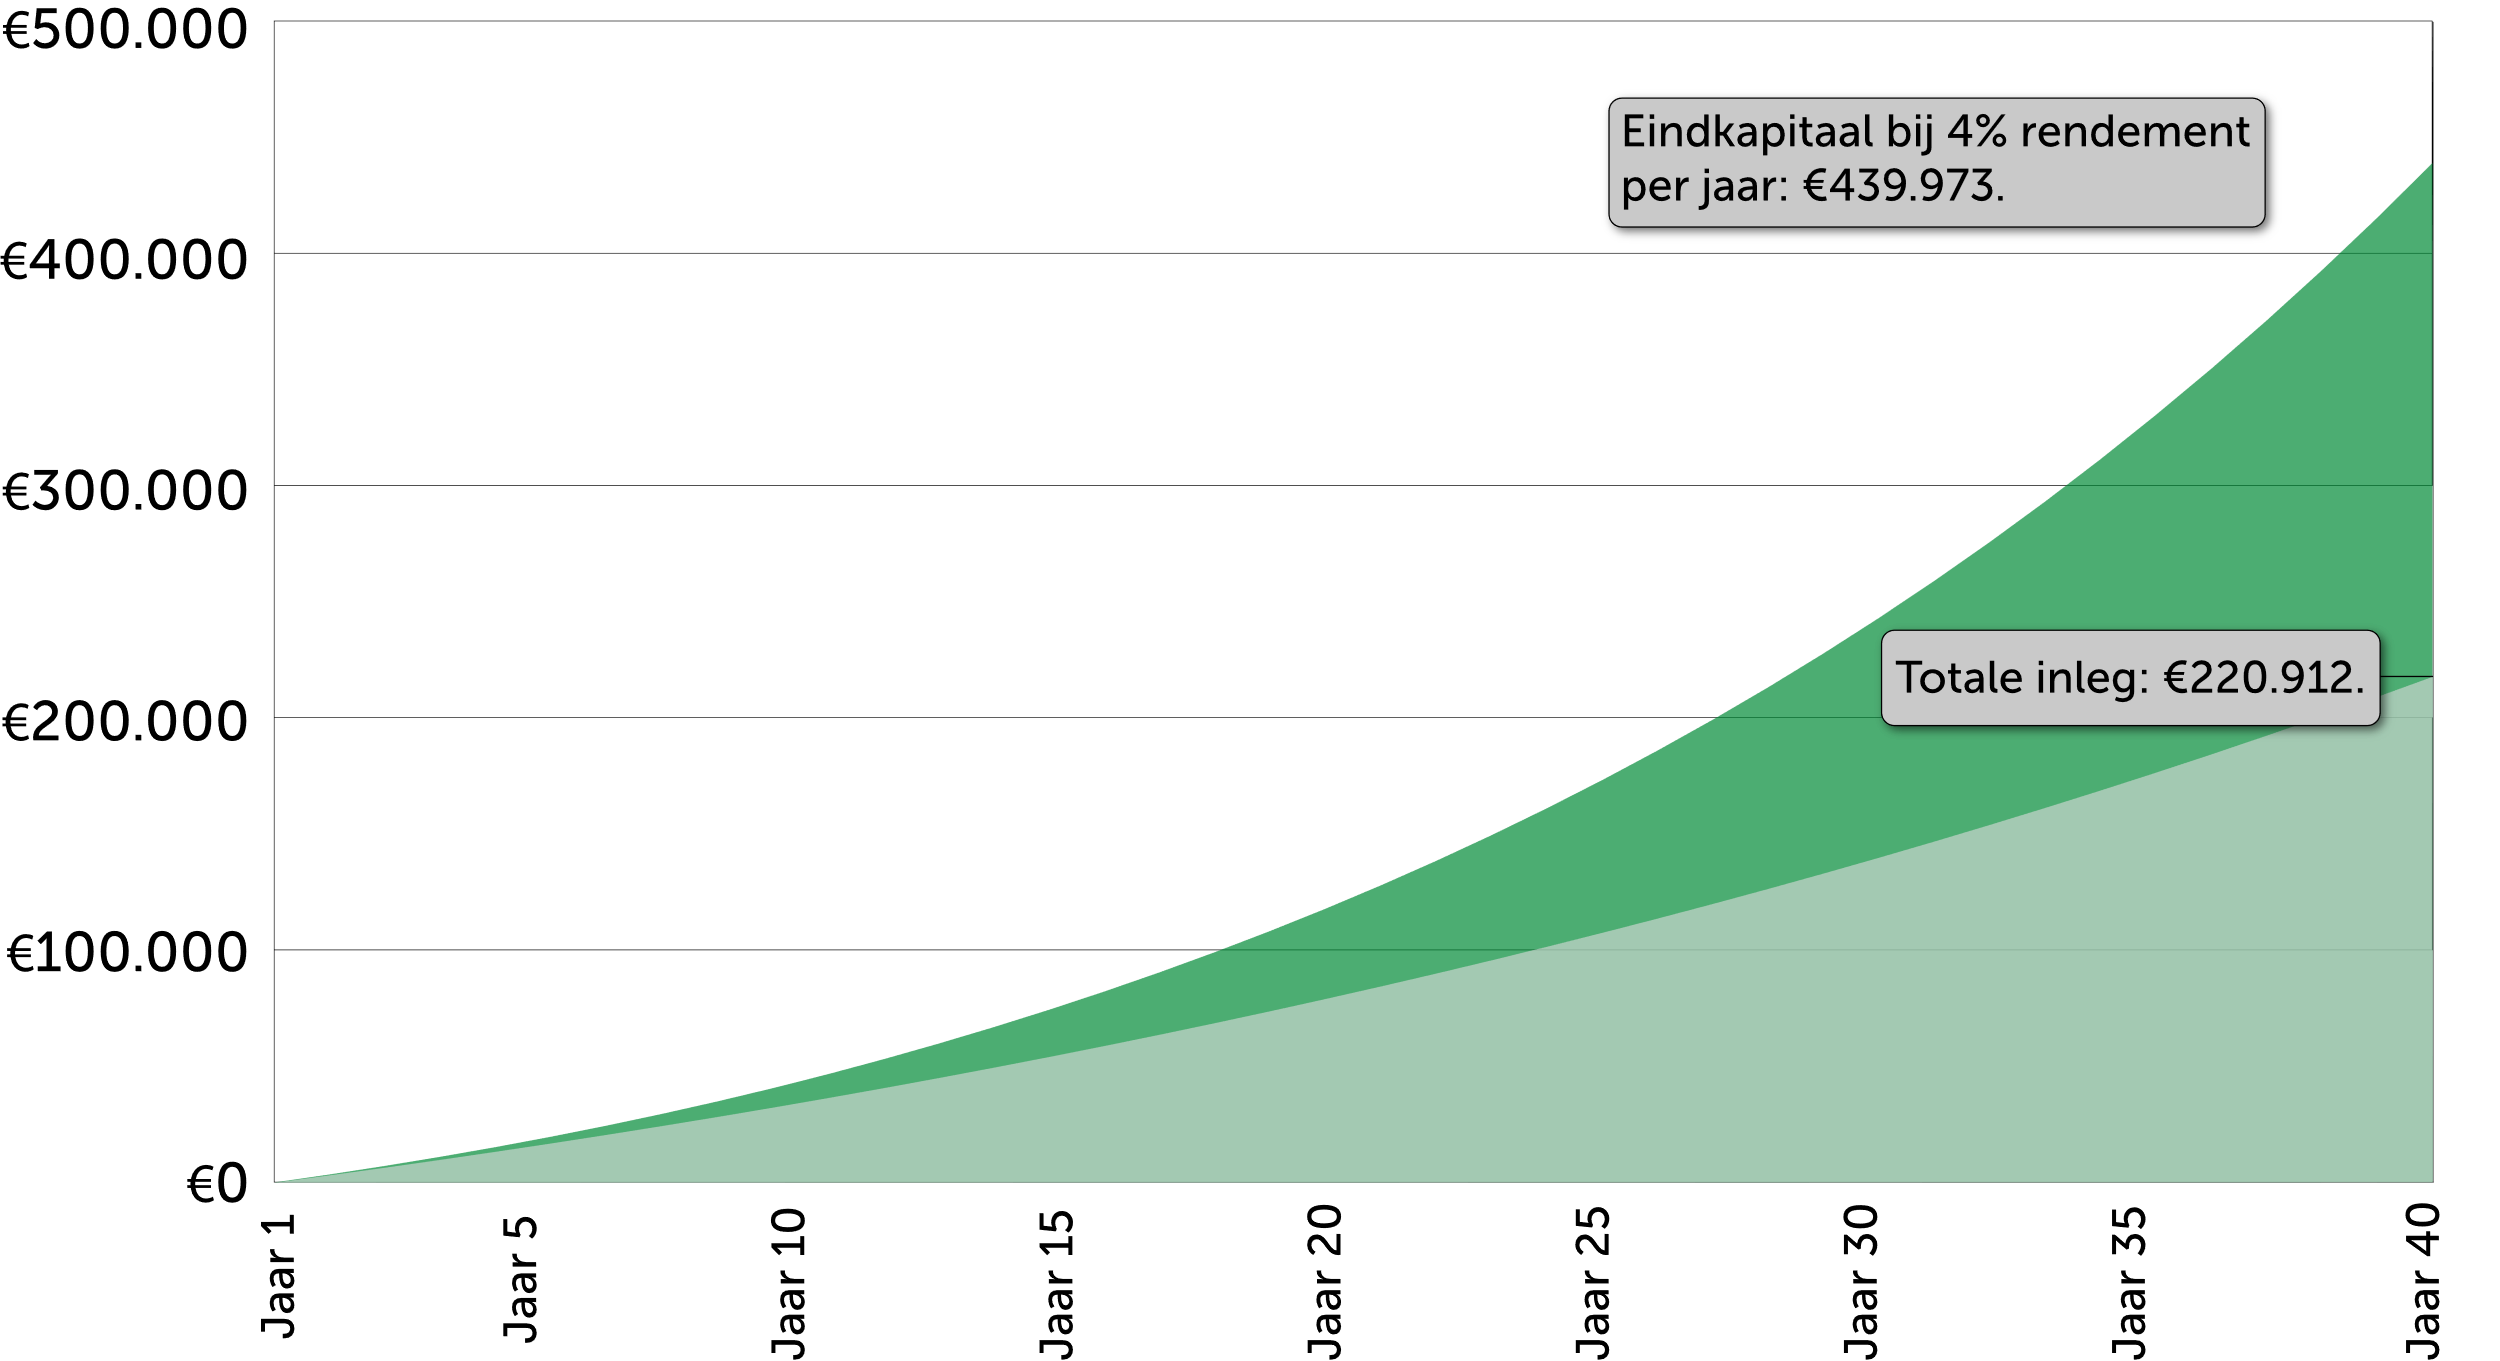 €500.000
Eindkapitaal bij 4% rendement
per jaar: €439.973.
€400.000
€300.000
Totale inleg: €220.912.
€200.000
€100.000
€0
Jaar 1
Jaar 5
Jaar 10
Jaar 15
Jaar 20
Jaar 25
Jaar 30
Jaar 35
Jaar 40